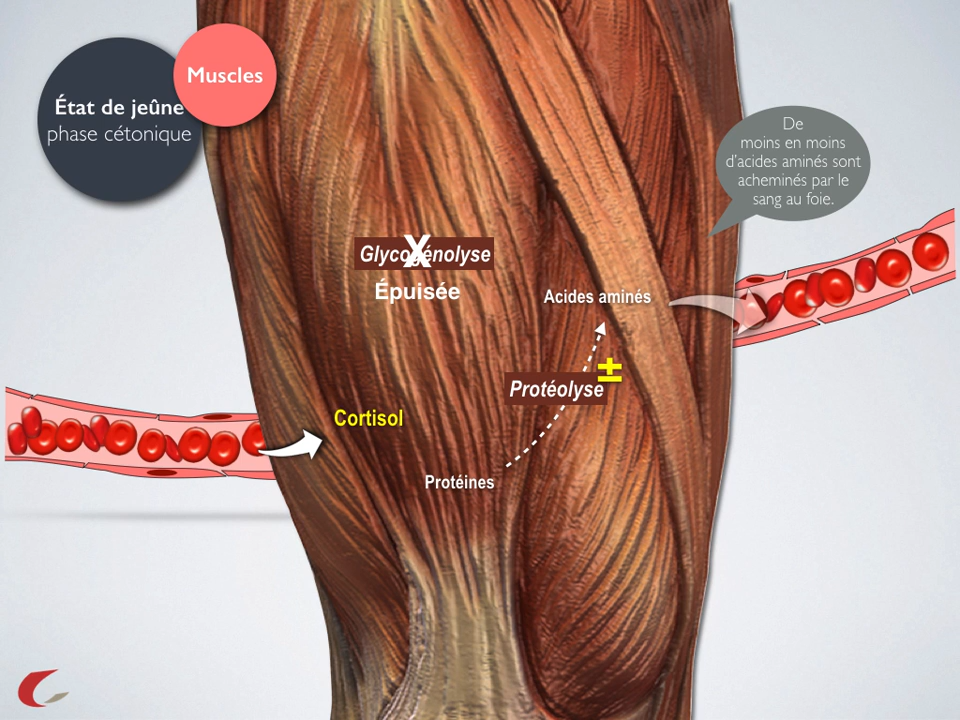 Muscles
État de jeûne
phase cétonique
De
moins en moins
d'acides aminés sont
acheminés par le
sang au foie.
Glycogénolyse
X
Épuisée
Acides aminés
±
Protéolyse
Cortisol
Protéines